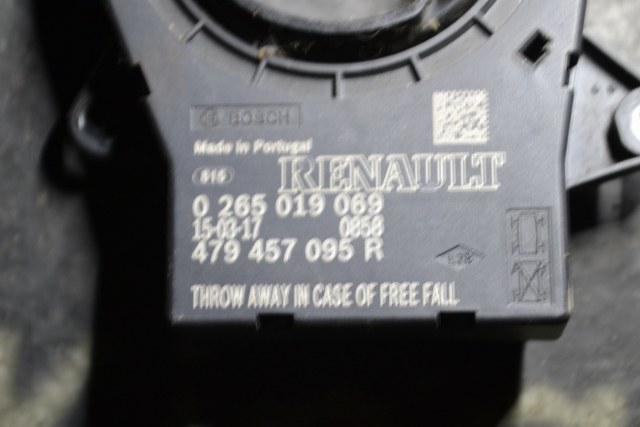 BOSCH
Made in Portugal
RENAULT
0 265 019 069
15-03-17 0858
479 457 095 R
THROW AWAY IN CASE OF FREE FALL